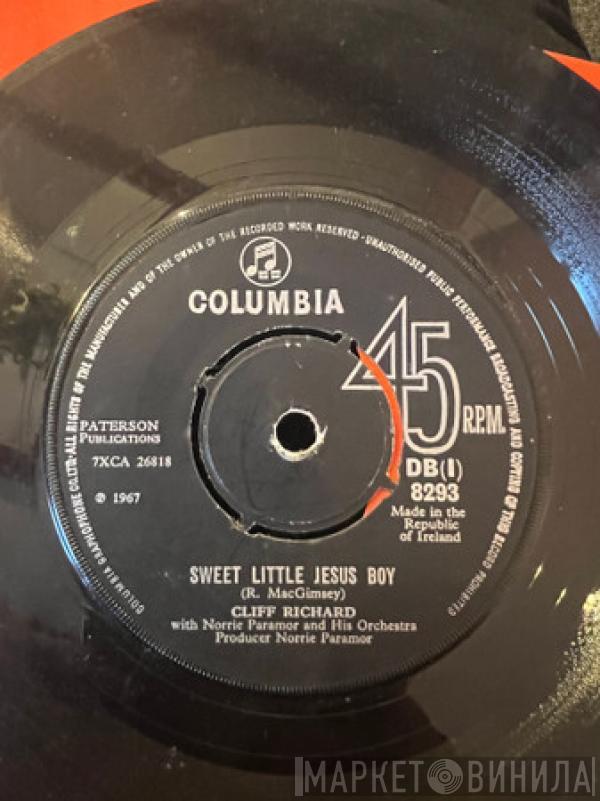 COLUMBIA GRAPHOPHONE CO.LTD.·ALL RIGHTS OF THE MANUFACTURER AND OF THE OWNER OF THE RECORDED WORK RESERVED·UNAUTHORISED PUBLIC PERFORMANCE BROADCASTING AND COPYING OF THIS RECORD PROHIBITED
COLUMBIA
45 R.P.M.
PATERSON
PUBLICATIONS
7XCA 26818
℗ 1967
DB(I)
8293
Made in the
Republic
of Ireland
SWEET LITTLE JESUS BOY
(R. MacGimsey)
CLIFF RICHARD
with Norrie Paramor and His Orchestra
Producer Norrie Paramor
МАРКЕТ ВИНИЛА